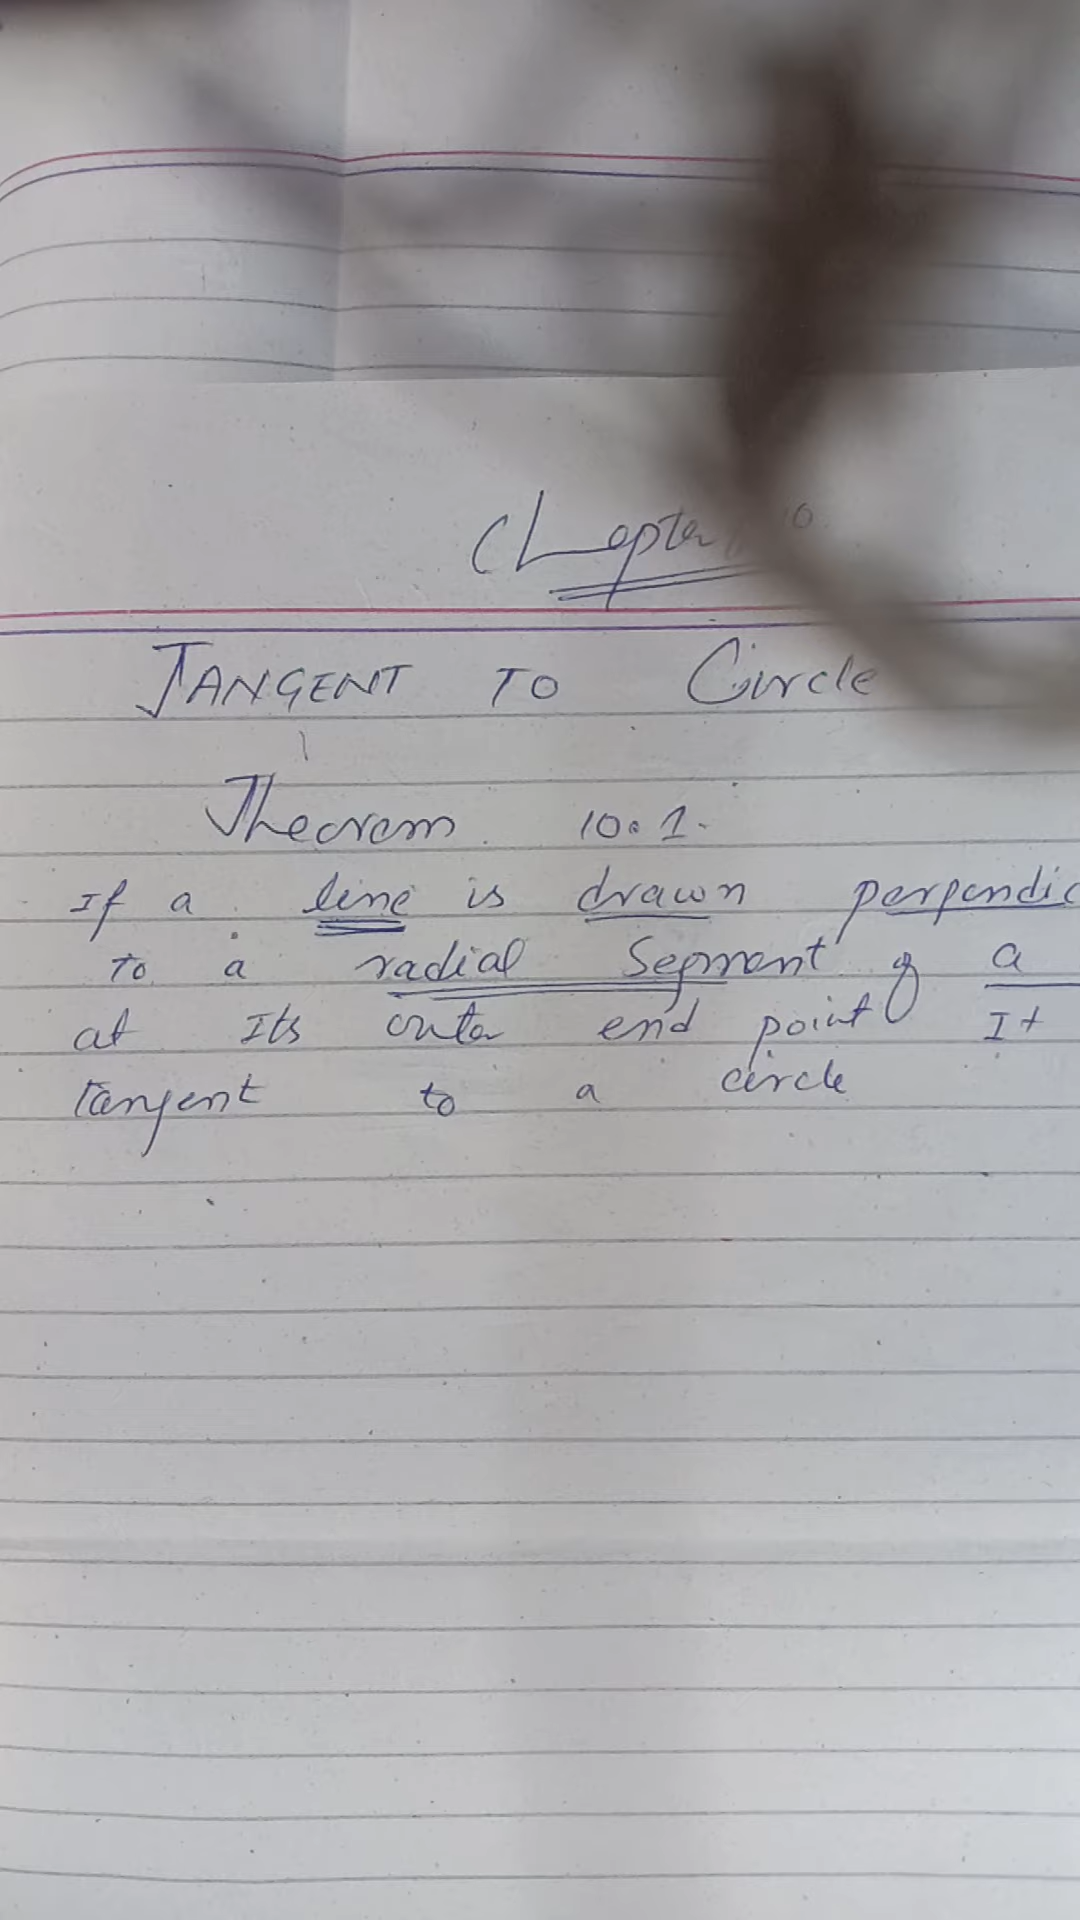 Chapter
TANGENT TO Circle
Theorem 10.1.
If a line is drawn perpendic
to a radial Segment of a
at Its outer end point It
tangent to a circle